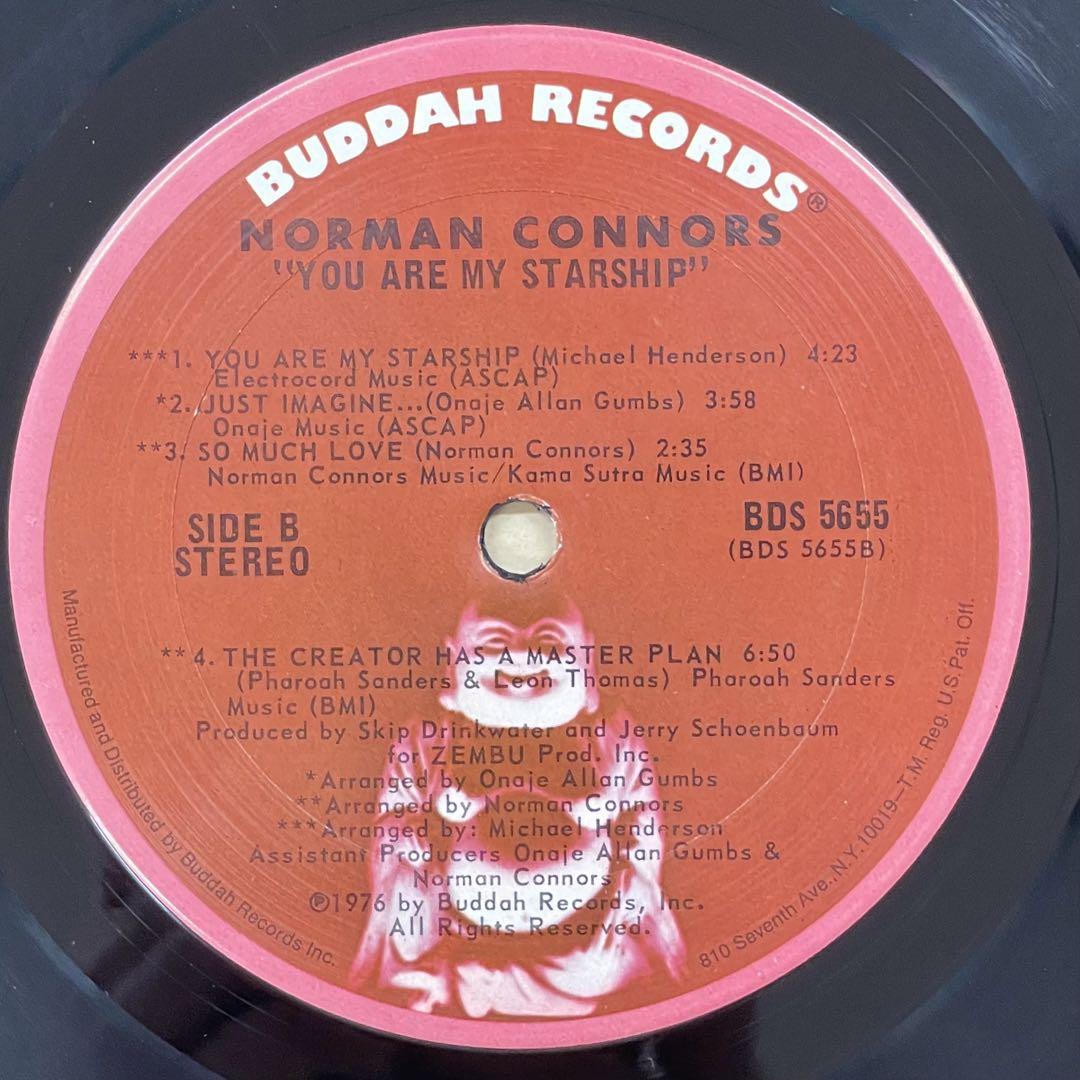 BUDDAH RECORDS®
NORMAN CONNORS
"YOU ARE MY STARSHIP"
***1. YOU ARE MY STARSHIP (Michael Henderson) 4:23
Electrocord Music (ASCAP)
*2. JUST IMAGINE...(Onaje Allan Gumbs) 3:58
Onaje Music (ASCAP)
**3. SO MUCH LOVE (Norman Connors) 2:35
Norman Connors Music/Kama Sutra Music (BMI)
SIDE B
STEREO
BDS 5655
(BDS 5655B)
**4. THE CREATOR HAS A MASTER PLAN 6:50
(Pharoah Sanders & Leon Thomas) Pharoah Sanders
Music (BMI)
Produced by Skip Drinkwater and Jerry Schoenbaum
for ZEMBU Prod. Inc.
*Arranged by Onaje Allan Gumbs
**Arranged by Norman Connors
***Arranged by: Michael Henderson
Assistant Producers Onaje Allan Gumbs &
Norman Connors
℗1976 by Buddah Records, Inc.
All Rights Reserved.
Manufactured and Distributed by Buddah Records Inc.
810 Seventh Ave., N.Y. 10019—T.M. Reg. U.S. Pat. Off.